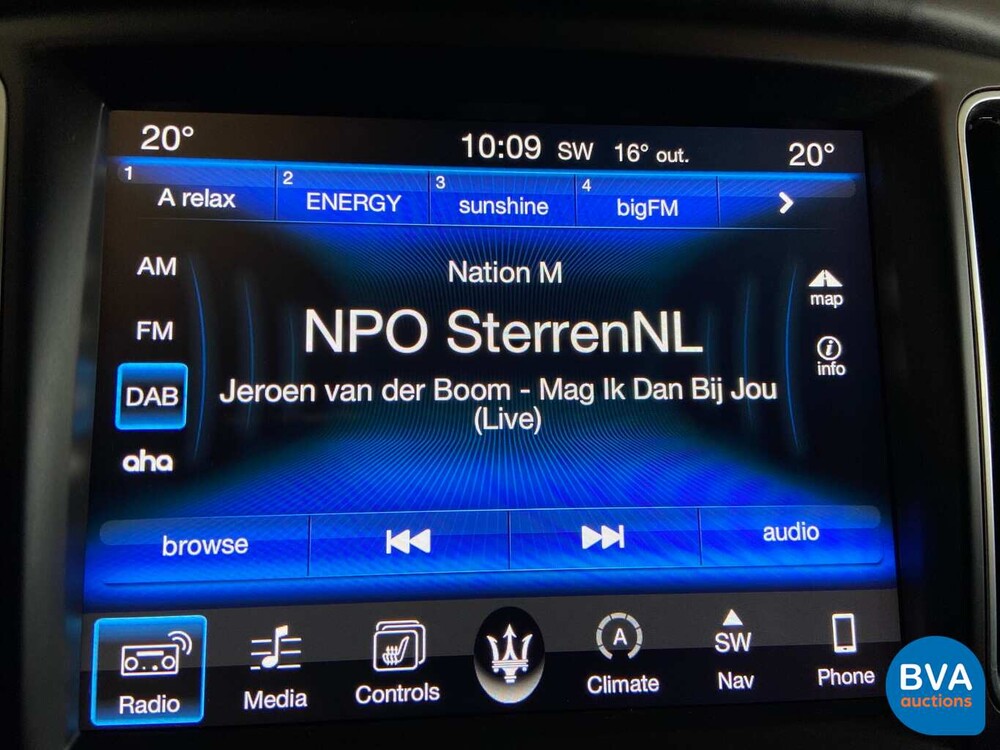 20° 10:09 SW 16° out. 20°
1 A relax 2 ENERGY 3 sunshine 4 bigFM
AM
FM
DAB
aha
Nation M
NPO SterrenNL
Jeroen van der Boom - Mag Ik Dan Bij Jou
(Live)
map
info
browse audio
Radio Media Controls A Climate SW Nav Phone
BVA
auctions